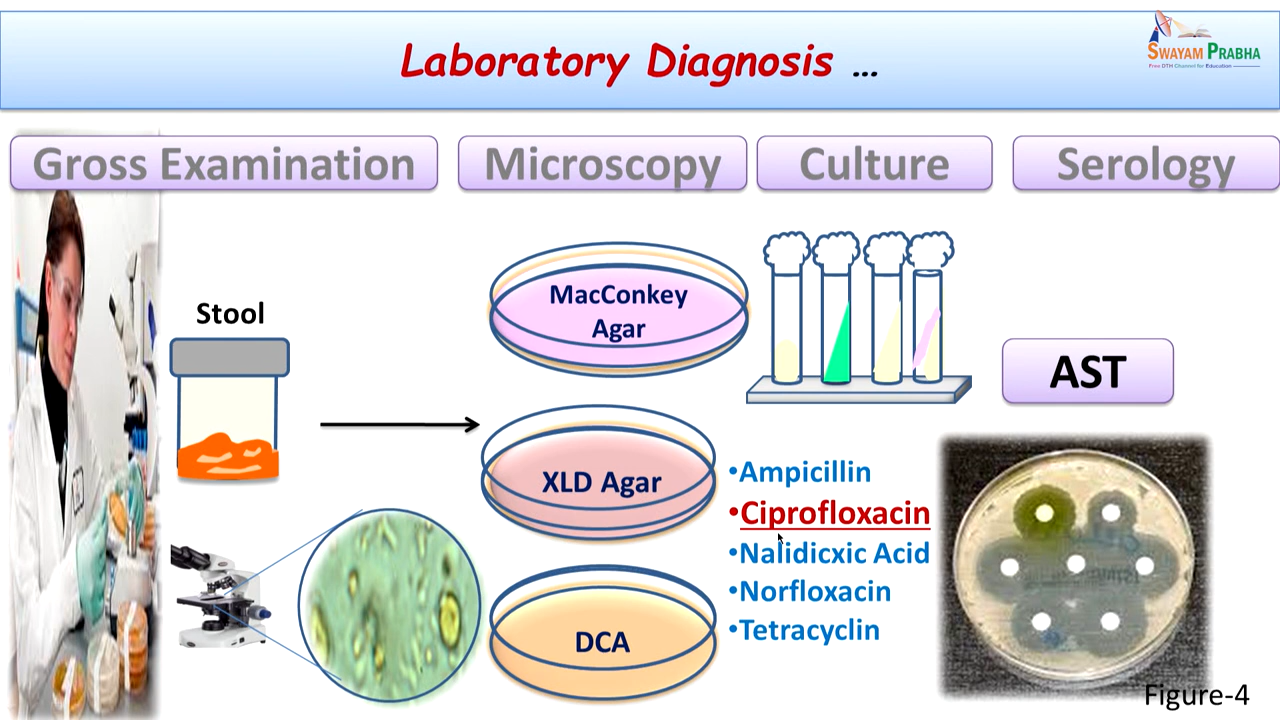 Laboratory Diagnosis ...
SWAYAM PRABHA
Free DTH Channel for Education
Gross Examination
Microscopy
Culture
Serology
Stool
MacConkey
Agar
XLD Agar
DCA
AST
•Ampicillin
•Ciprofloxacin
•Nalidicxic Acid
•Norfloxacin
•Tetracyclin
Figure-4